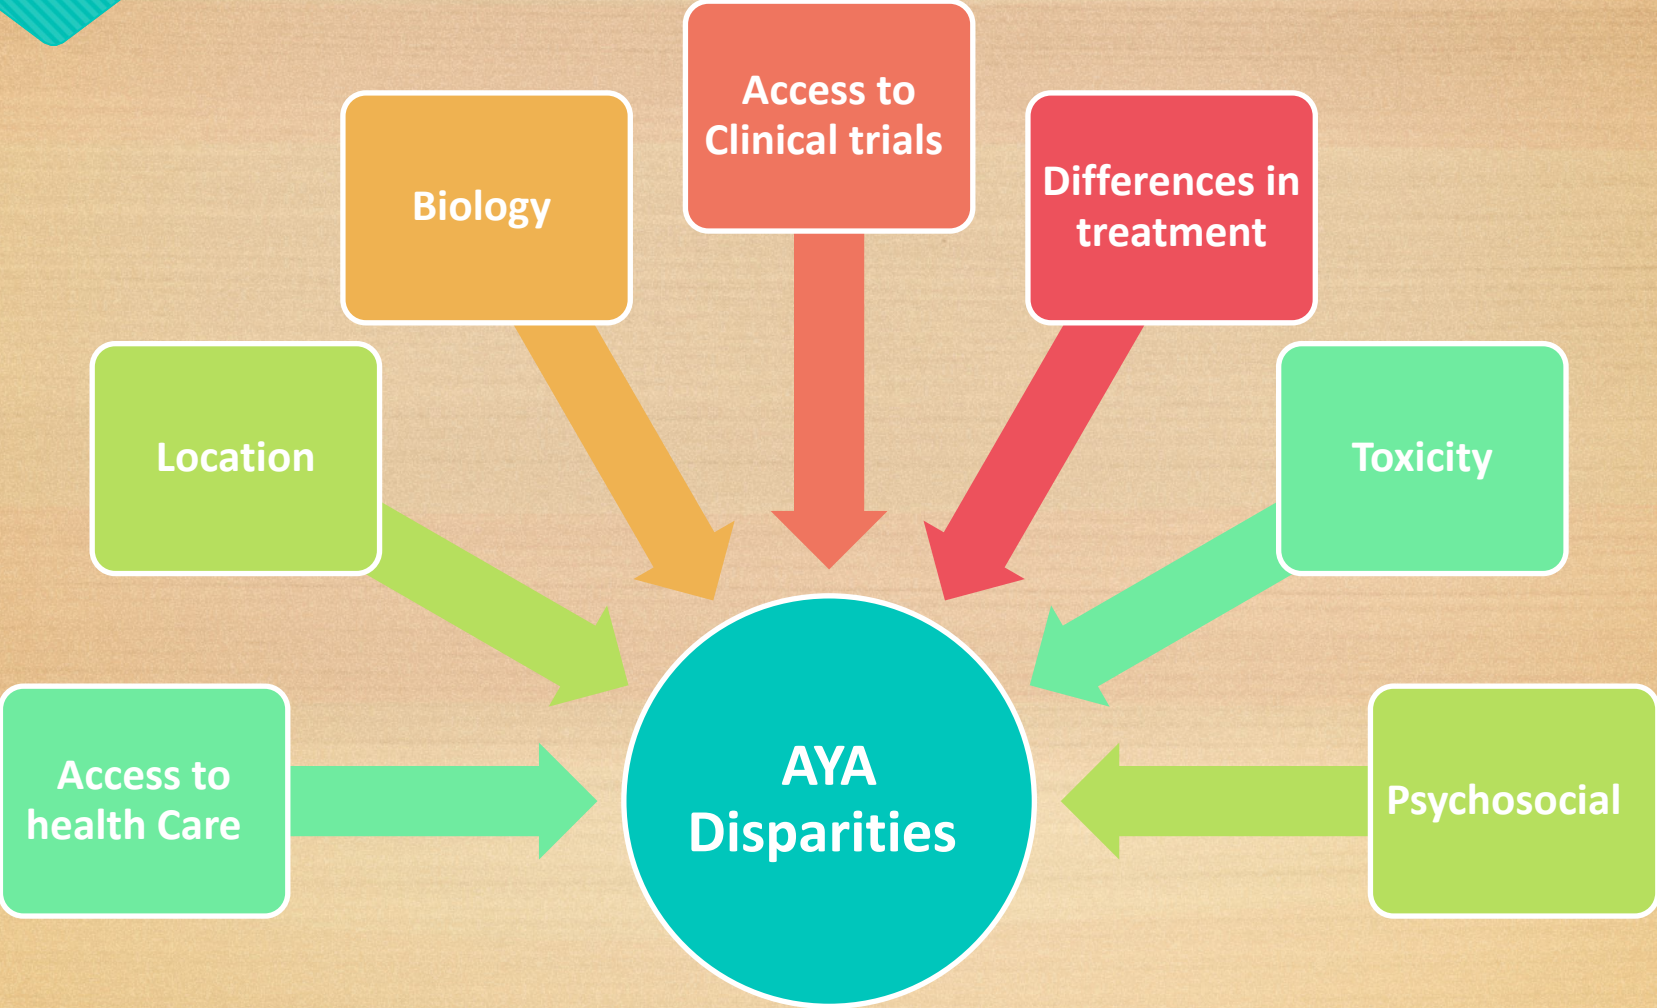 Access to
Clinical trials
Biology
Differences in
treatment
Location
Toxicity
Access to
health Care
AYA
Disparities
Psychosocial